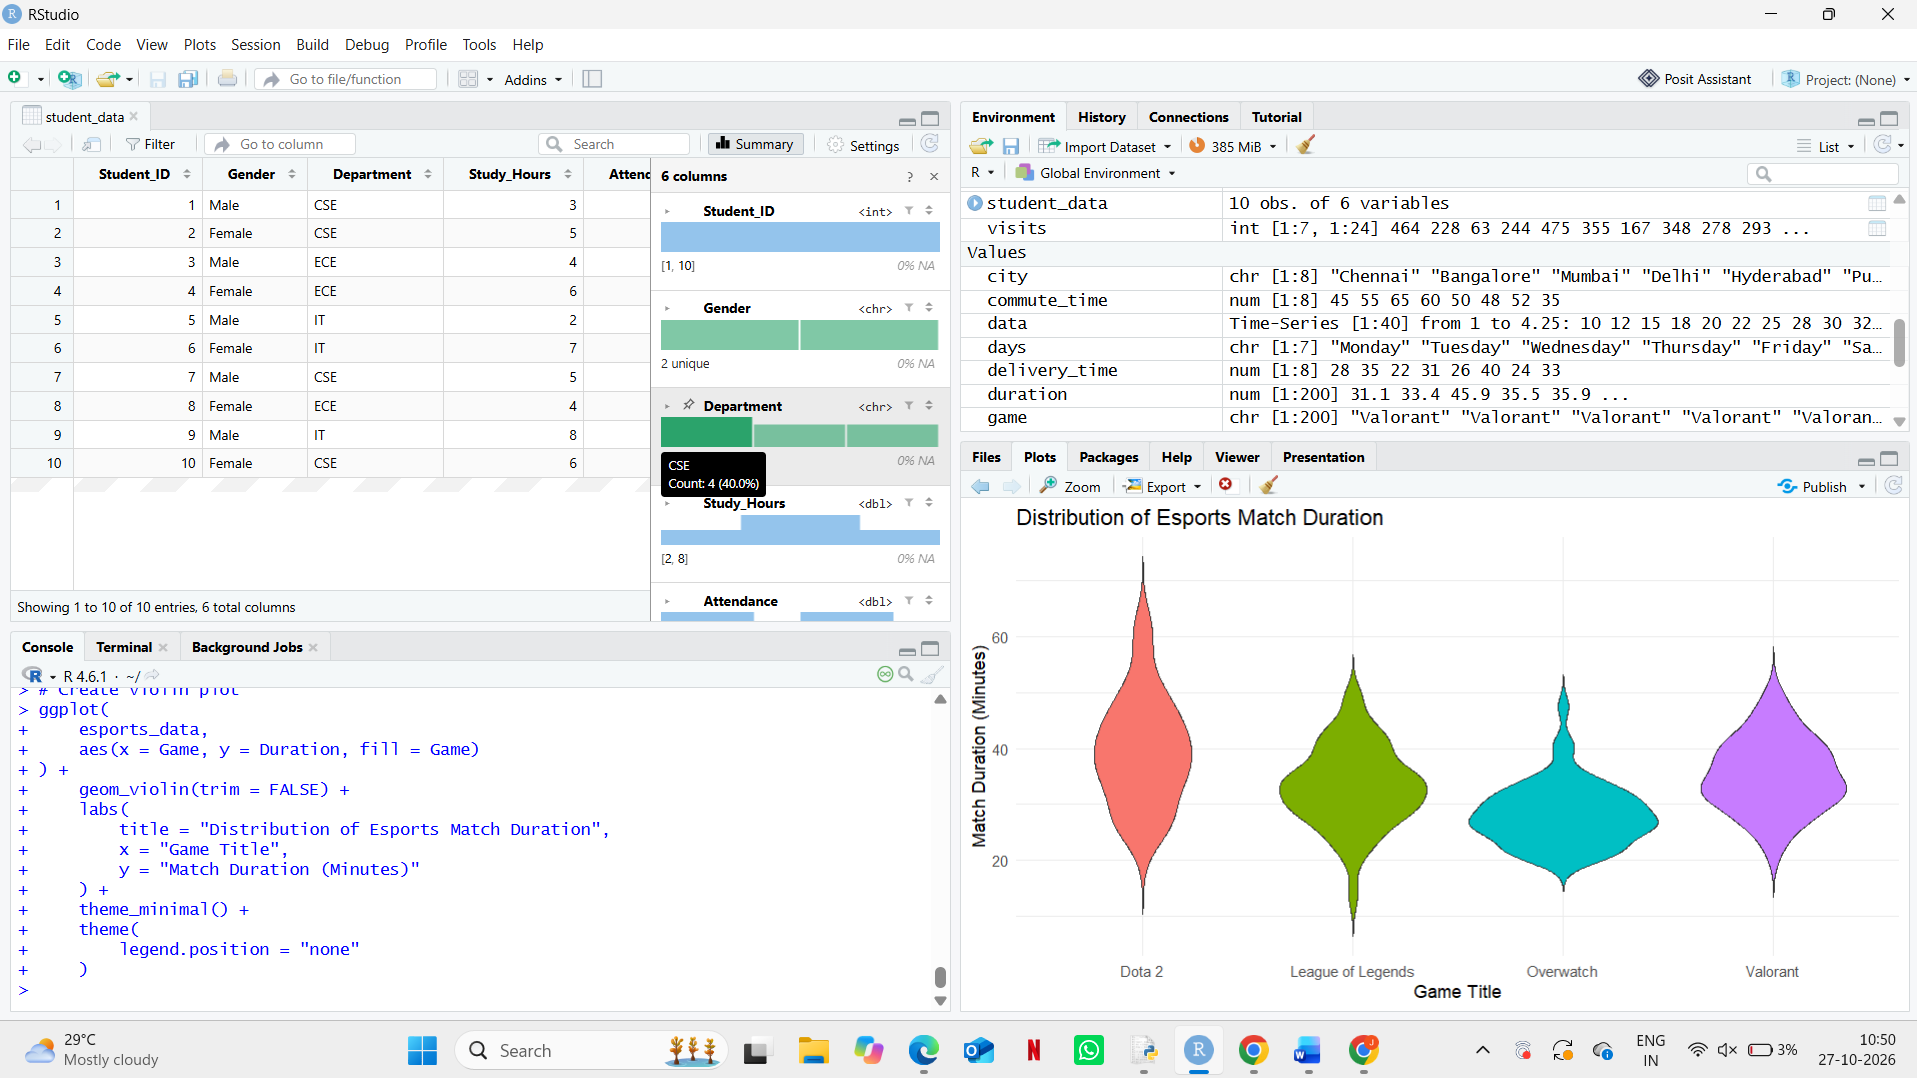 RStudio
File Edit Code View Plots Session Build Debug Profile Tools Help
Go to file/function Addins Posit Assistant Project: (None)
student_data
Filter Go to column Search Summary Settings
Student_ID Gender Department Study_Hours Attenc
1 1 Male CSE 3
2 2 Female CSE 5
3 3 Male ECE 4
4 4 Female ECE 6
5 5 Male IT 2
6 6 Female IT 7
7 7 Male CSE 5
8 8 Female ECE 4
9 9 Male IT 8
10 10 Female CSE 6
Showing 1 to 10 of 10 entries, 6 total columns
6 columns ?
Student_ID <int>
[1, 10] 0% NA
Gender <chr>
2 unique 0% NA
Department <chr>
0% NA
CSE
Count: 4 (40.0%)
Study_Hours <dbl>
[2, 8] 0% NA
Attendance <dbl>
Console Terminal Background Jobs
R 4.6.1 · ~/
> # Create violin plot
> ggplot(
+ esports_data,
+ aes(x = Game, y = Duration, fill = Game)
+ ) +
+ geom_violin(trim = FALSE) +
+ labs(
+ title = "Distribution of Esports Match Duration",
+ x = "Game Title",
+ y = "Match Duration (Minutes)"
+ ) +
+ theme_minimal() +
+ theme(
+ legend.position = "none"
+ )
>
Environment History Connections Tutorial
Import Dataset 385 MiB List
R Global Environment
student_data 10 obs. of 6 variables
visits int [1:7, 1:24] 464 228 63 244 475 355 167 348 278 293 ...
Values
city chr [1:8] "Chennai" "Bangalore" "Mumbai" "Delhi" "Hyderabad" "Pu...
commute_time num [1:8] 45 55 65 60 50 48 52 35
data Time-Series [1:40] from 1 to 4.25: 10 12 15 18 20 22 25 28 30 32...
days chr [1:7] "Monday" "Tuesday" "Wednesday" "Thursday" "Friday" "Sa...
delivery_time num [1:8] 28 35 22 31 26 40 24 33
duration num [1:200] 31.1 33.4 45.9 35.5 35.9 ...
game chr [1:200] "Valorant" "Valorant" "Valorant" "Valorant" "Valoran...
Files Plots Packages Help Viewer Presentation
Zoom Export Publish
Distribution of Esports Match Duration
Match Duration (Minutes)
60
40
20
Dota 2 League of Legends Overwatch Valorant
Game Title
29°C
Mostly cloudy
Search
ENG
IN
3%
10:50
27-10-2026